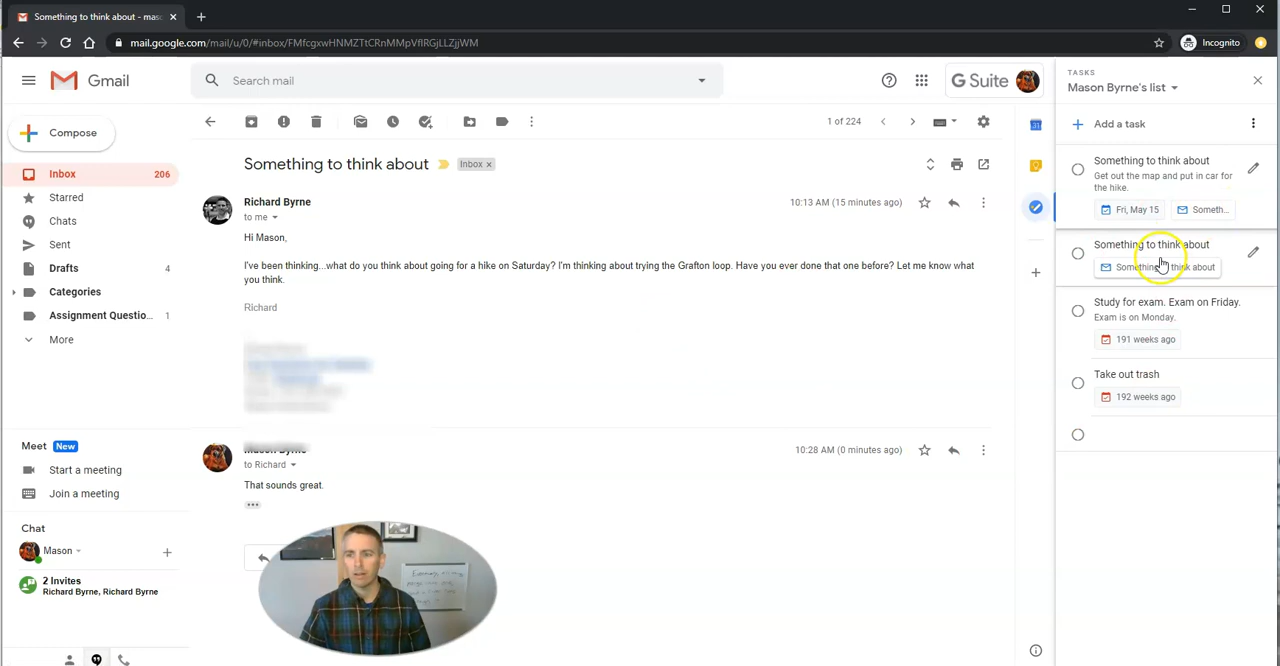 Something to think about - maso
mail.google.com/mail/u/0/#inbox/FMfcgxwHNMZTtCRnMMpVflRGjLLZjjWM
Incognito
Gmail
Search mail
G Suite
TASKS
Mason Byrne's list
Compose
1 of 224
Add a task
Something to think about
Inbox x
Something to think about
Get out the map and put in car for
the hike.
Fri, May 15
Someth...
Inbox 206
Starred
Chats
Sent
Drafts 4
Categories
Assignment Questio... 1
More
Richard Byrne
10:13 AM (15 minutes ago)
to me
Hi Mason,
I've been thinking...what do you think about going for a hike on Saturday? I'm thinking about trying the Grafton loop. Have you ever done that one before? Let me know what
you think.
Richard
Something to think about
Something to think about
Study for exam. Exam on Friday.
Exam is on Monday.
191 weeks ago
Take out trash
192 weeks ago
Meet New
Start a meeting
Join a meeting
10:28 AM (0 minutes ago)
to Richard
That sounds great.
Chat
Mason
2 Invites
Richard Byrne, Richard Byrne